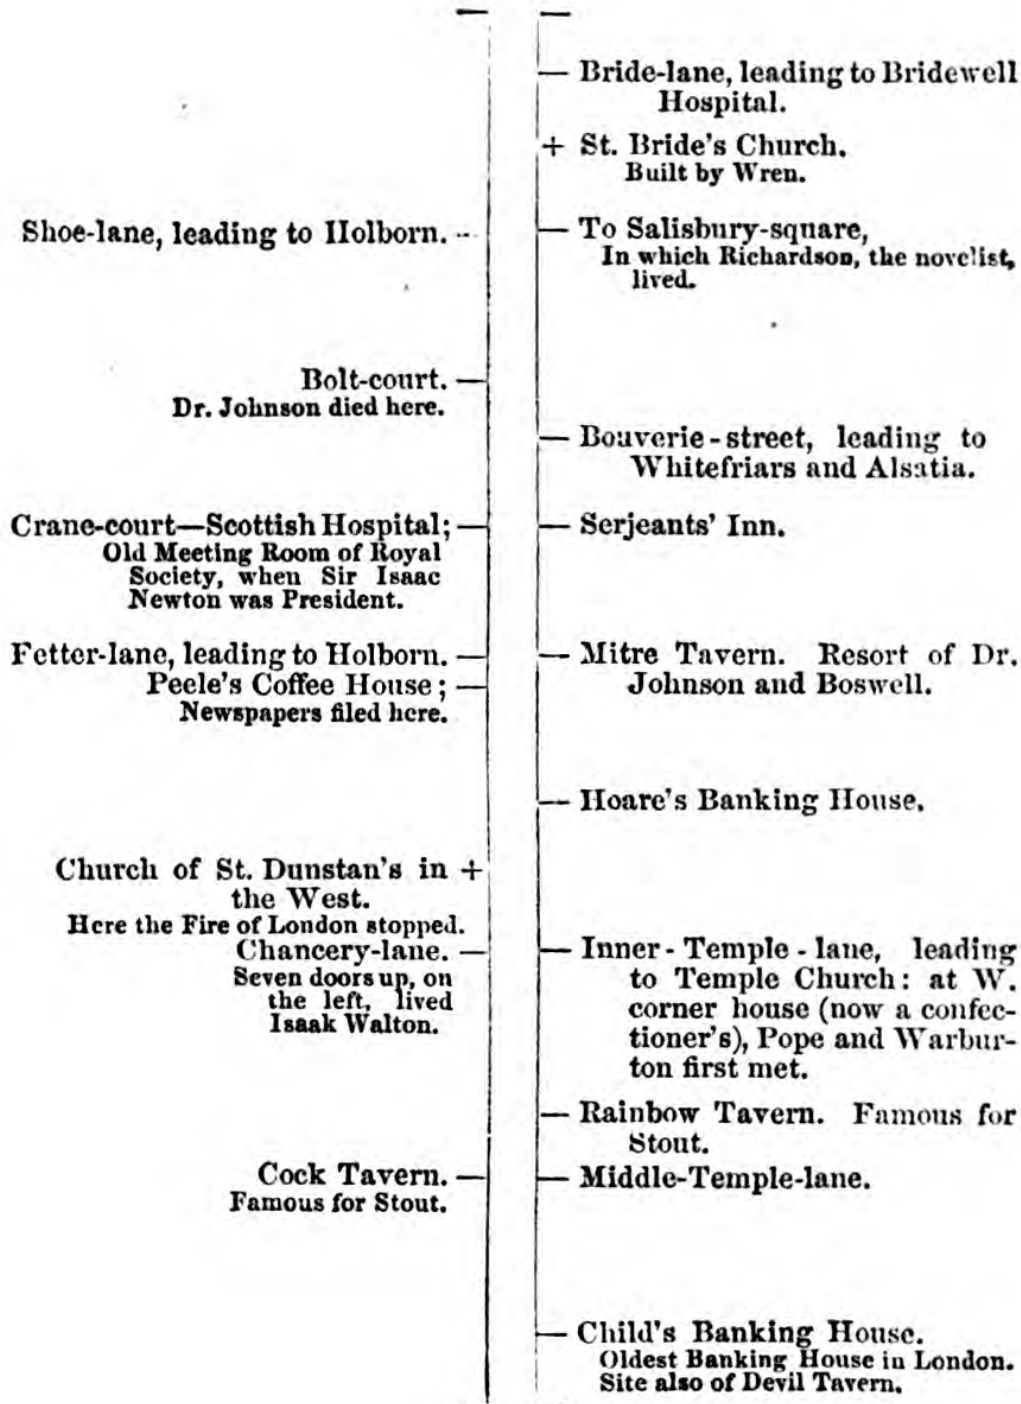 Bride-lane, leading to Bridewell
Hospital.
+ St. Bride's Church.
Built by Wren.
Shoe-lane, leading to Holborn. —
— To Salisbury-square,
In which Richardson, the novelist,
lived.
Bolt-court. —
Dr. Johnson died here.
— Bouverie-street, leading to
Whitefriars and Alsatia.
Crane-court—Scottish Hospital; —
Old Meeting Room of Royal
Society, when Sir Isaac
Newton was President.
— Serjeants' Inn.
Fetter-lane, leading to Holborn. —
Peele's Coffee House; —
Newspapers filed here.
— Mitre Tavern. Resort of Dr.
Johnson and Boswell.
— Hoare's Banking House.
Church of St. Dunstan's in +
the West.
Here the Fire of London stopped.
Chancery-lane. —
Seven doors up, on
the left, lived
Isaak Walton.
— Inner-Temple-lane, leading
to Temple Church: at W.
corner house (now a confec-
tioner's), Pope and Warbur-
ton first met.
— Rainbow Tavern. Famous for
Stout.
Cock Tavern. —
Famous for Stout.
— Middle-Temple-lane.
— Child's Banking House.
Oldest Banking House in London.
Site also of Devil Tavern.